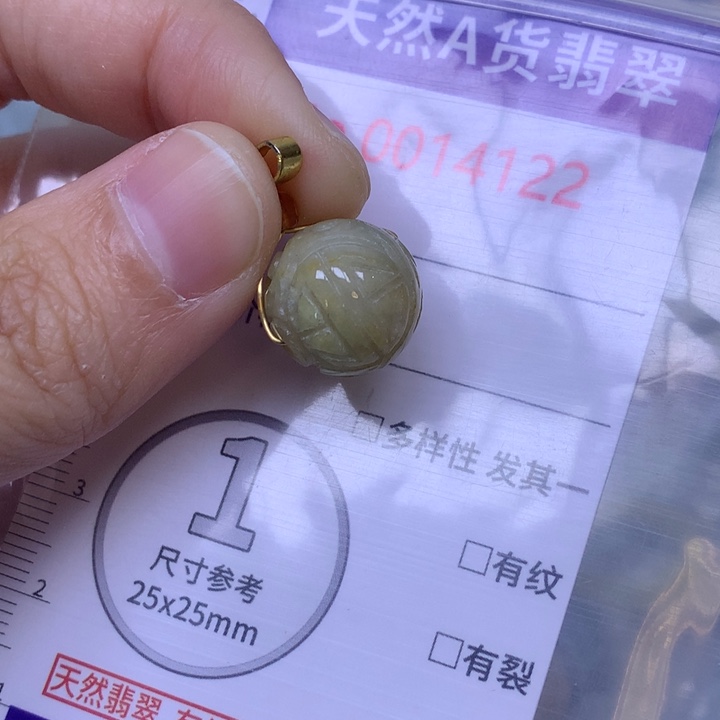 天然A货翡翠
0014122
□多样性 发其一
1
尺寸参考
25x25mm
□有纹
□有裂
3
2
1
天然翡翠